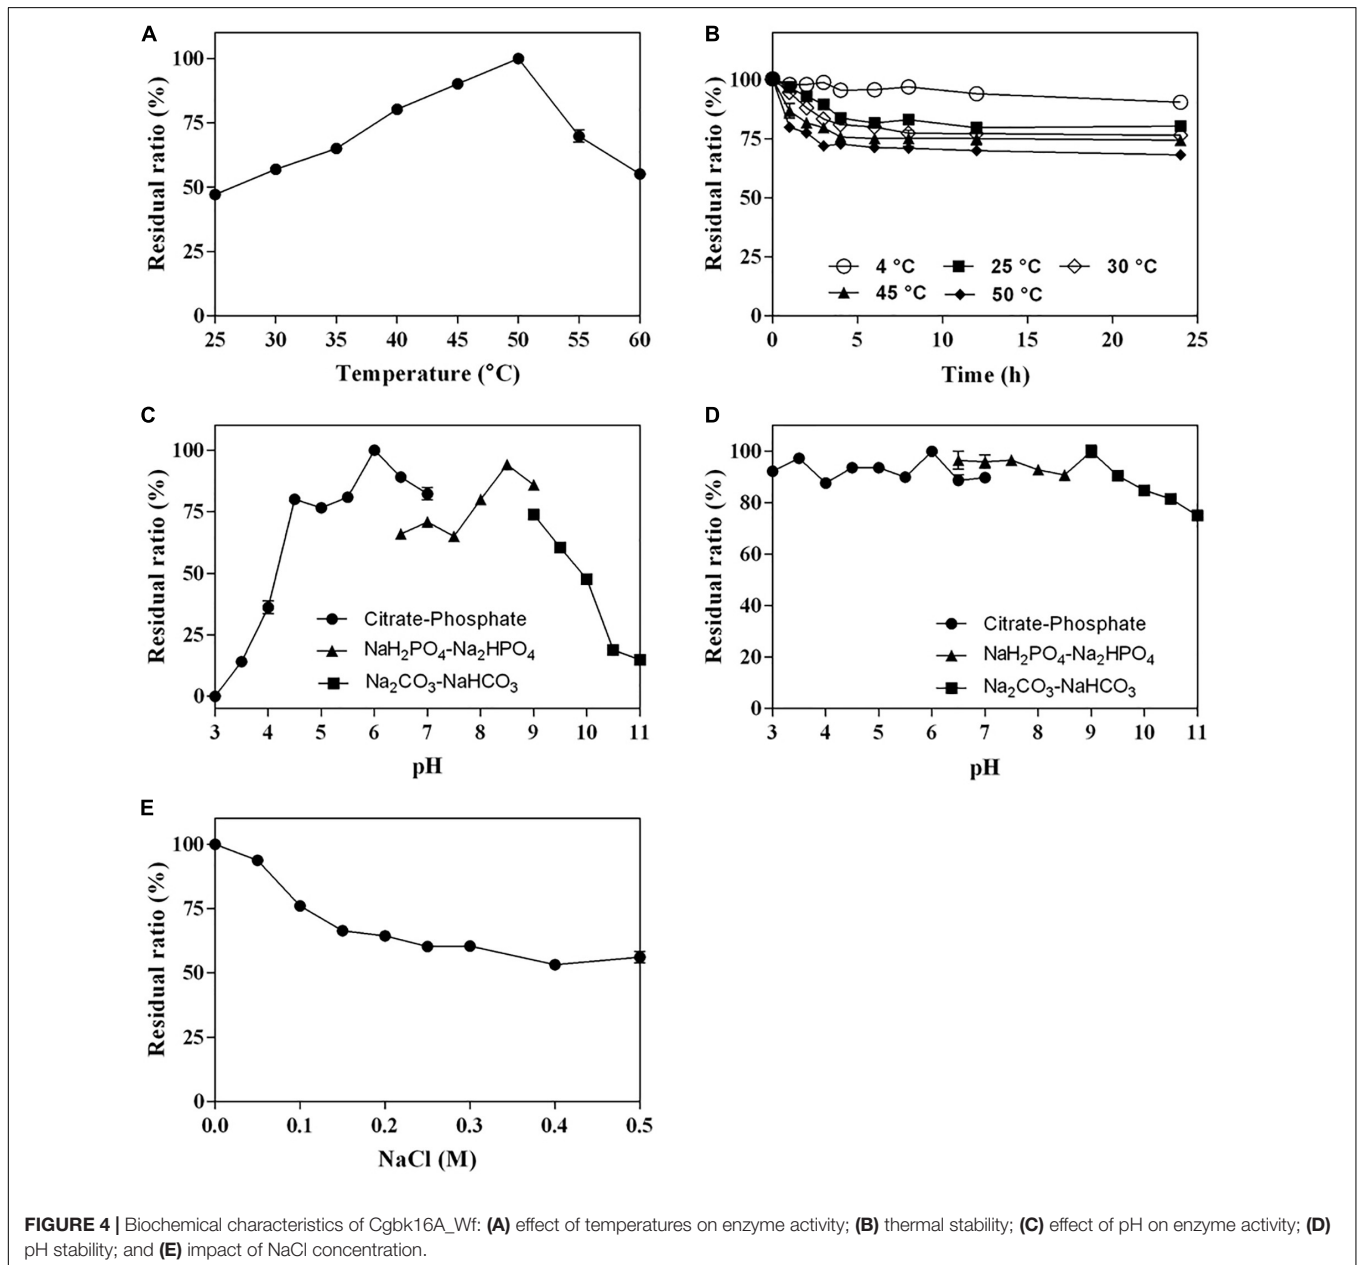 A
Residual ratio (%)
100
75
50
25
0
25 30 35 40 45 50 55 60
Temperature (°C)
B
Residual ratio (%)
100
75
50
25
0
4 °C 25 °C 30 °C
45 °C 50 °C
0 5 10 15 20 25
Time (h)
C
Residual ratio (%)
100
75
50
25
0
Citrate-Phosphate
NaH₂PO₄-Na₂HPO₄
Na₂CO₃-NaHCO₃
3 4 5 6 7 8 9 10 11
pH
D
Residual ratio (%)
100
80
60
40
20
0
Citrate-Phosphate
NaH₂PO₄-Na₂HPO₄
Na₂CO₃-NaHCO₃
3 4 5 6 7 8 9 10 11
pH
E
Residual ratio (%)
100
75
50
25
0
0.0 0.1 0.2 0.3 0.4 0.5
NaCl (M)
FIGURE 4 | Biochemical characteristics of Cgbk16A_Wf: (A) effect of temperatures on enzyme activity; (B) thermal stability; (C) effect of pH on enzyme activity; (D)
pH stability; and (E) impact of NaCl concentration.